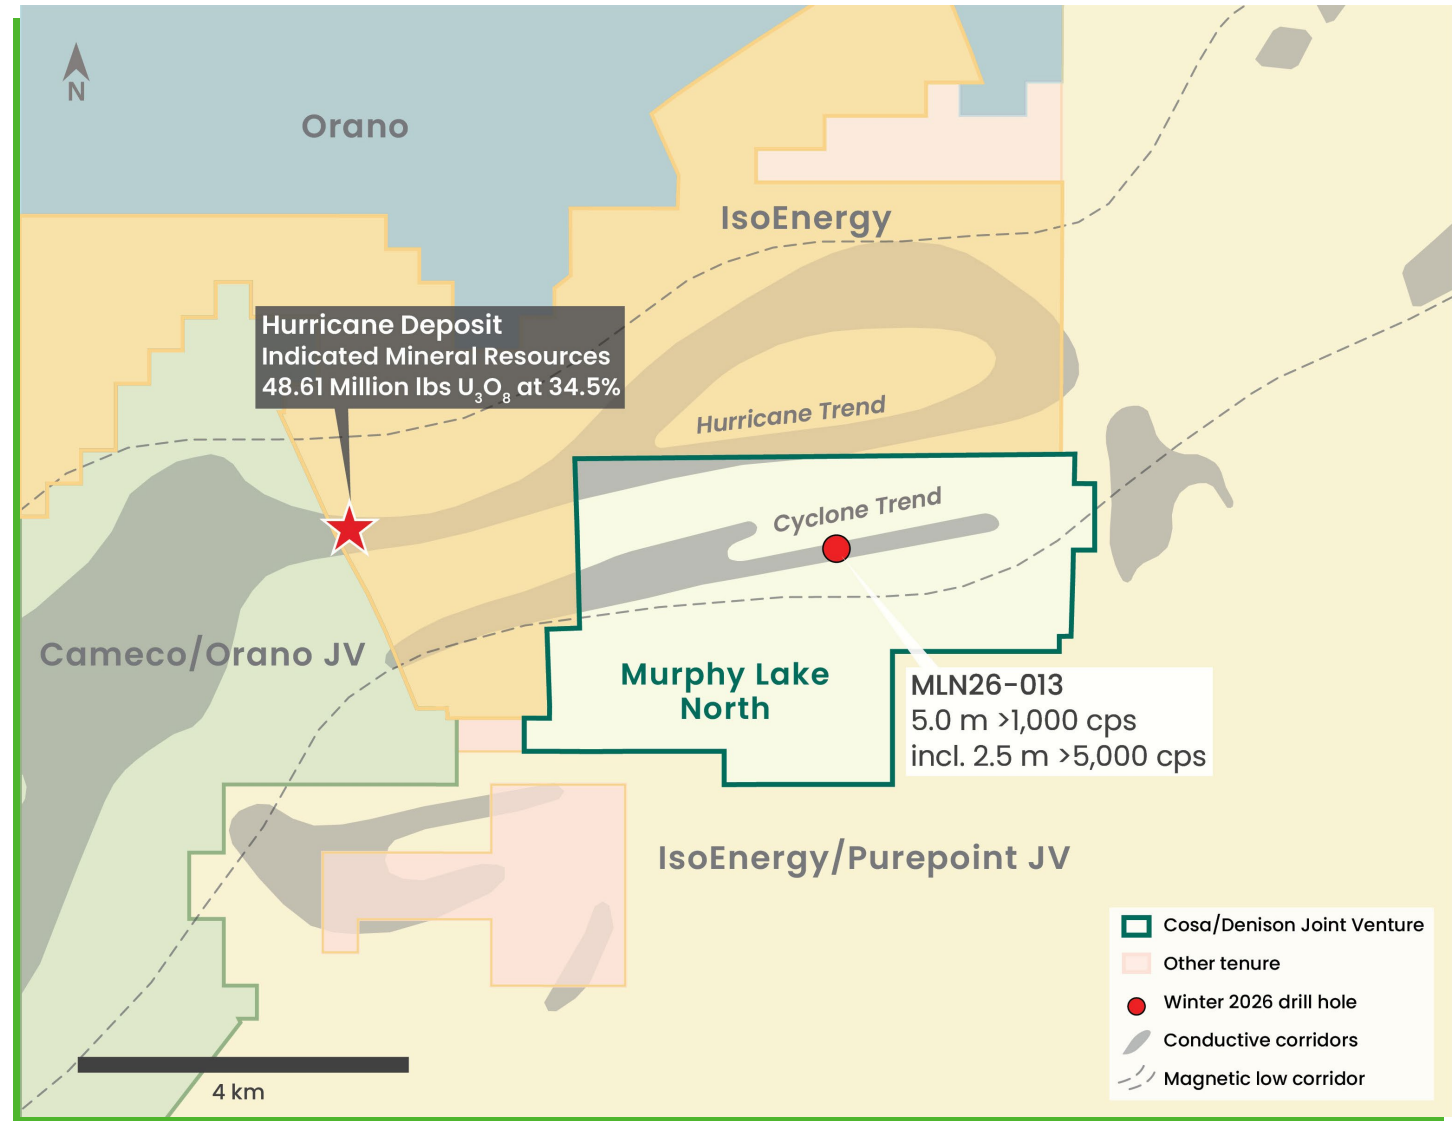 N
Orano
IsoEnergy
Hurricane Deposit
Indicated Mineral Resources
48.61 Million lbs U₃O₈ at 34.5%
Hurricane Trend
Cyclone Trend
Cameco/Orano JV
Murphy Lake
North
MLN26-013
5.0 m >1,000 cps
incl. 2.5 m >5,000 cps
IsoEnergy/Purepoint JV
Cosa/Denison Joint Venture
Other tenure
Winter 2026 drill hole
Conductive corridors
Magnetic low corridor
4 km